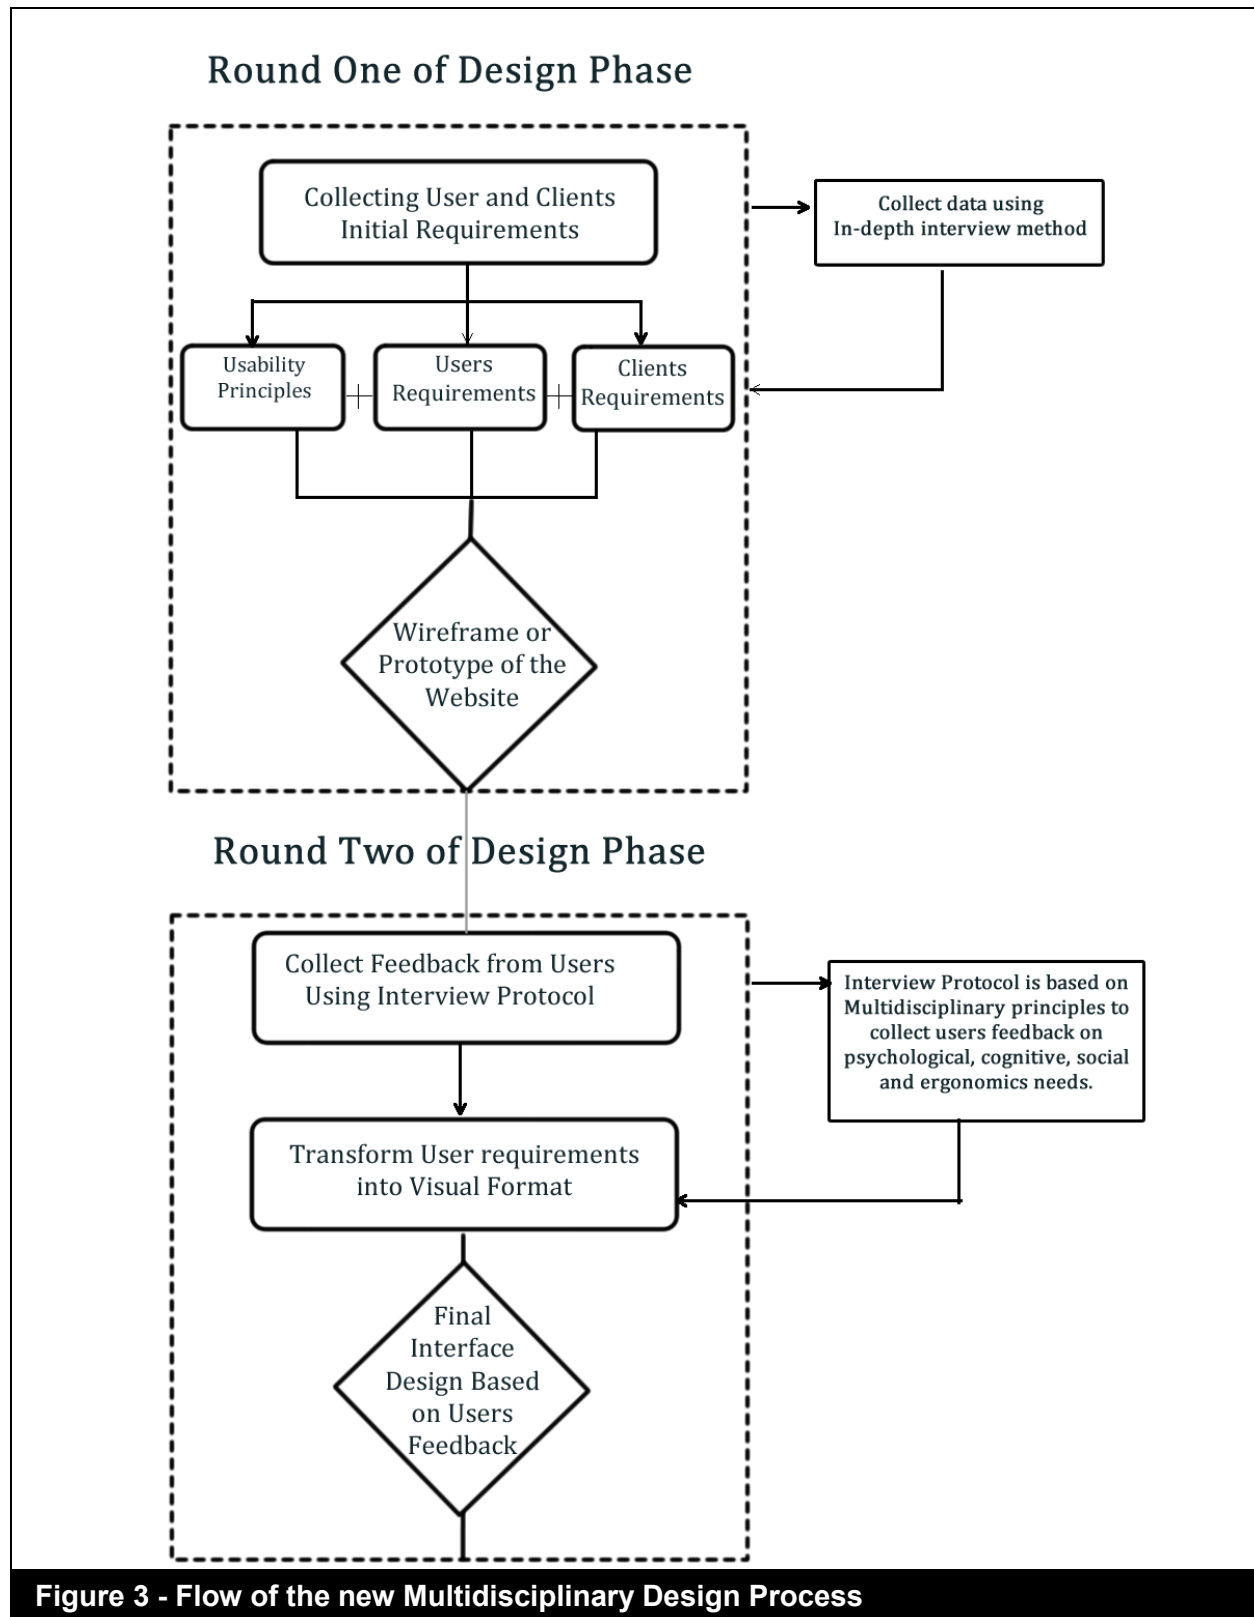 Round One of Design Phase
Collecting User and Clients
Initial Requirements
Collect data using
In-depth interview method
Usability
Principles
Users
Requirements
Clients
Requirements
Wireframe or
Prototype of the
Website
Round Two of Design Phase
Collect Feedback from Users
Using Interview Protocol
Interview Protocol is based on
Multidisciplinary principles to
collect users feedback on
psychological, cognitive, social
and ergonomics needs.
Transform User requirements
into Visual Format
Final
Interface
Design Based
on Users
Feedback
Figure 3 - Flow of the new Multidisciplinary Design Process